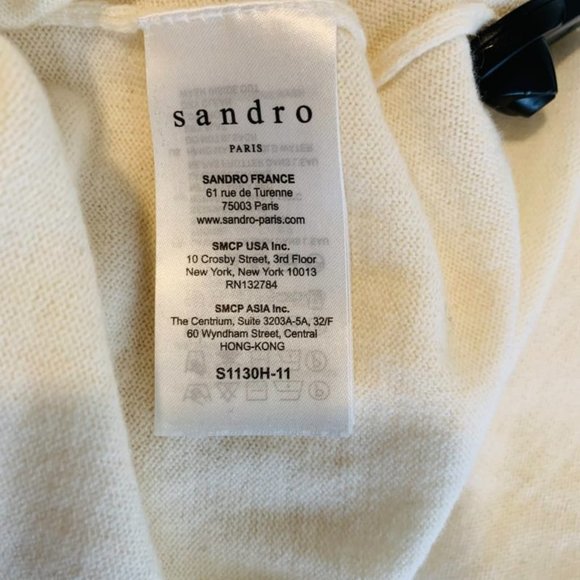 sandro
PARIS
SANDRO FRANCE
61 rue de Turenne
75003 Paris
www.sandro-paris.com
SMCP USA Inc.
10 Crosby Street, 3rd Floor
New York, New York 10013
RN132784
SMCP ASIA Inc.
The Centrium, Suite 3203A-5A, 32/F
60 Wyndham Street, Central
HONG-KONG
S1130H-11